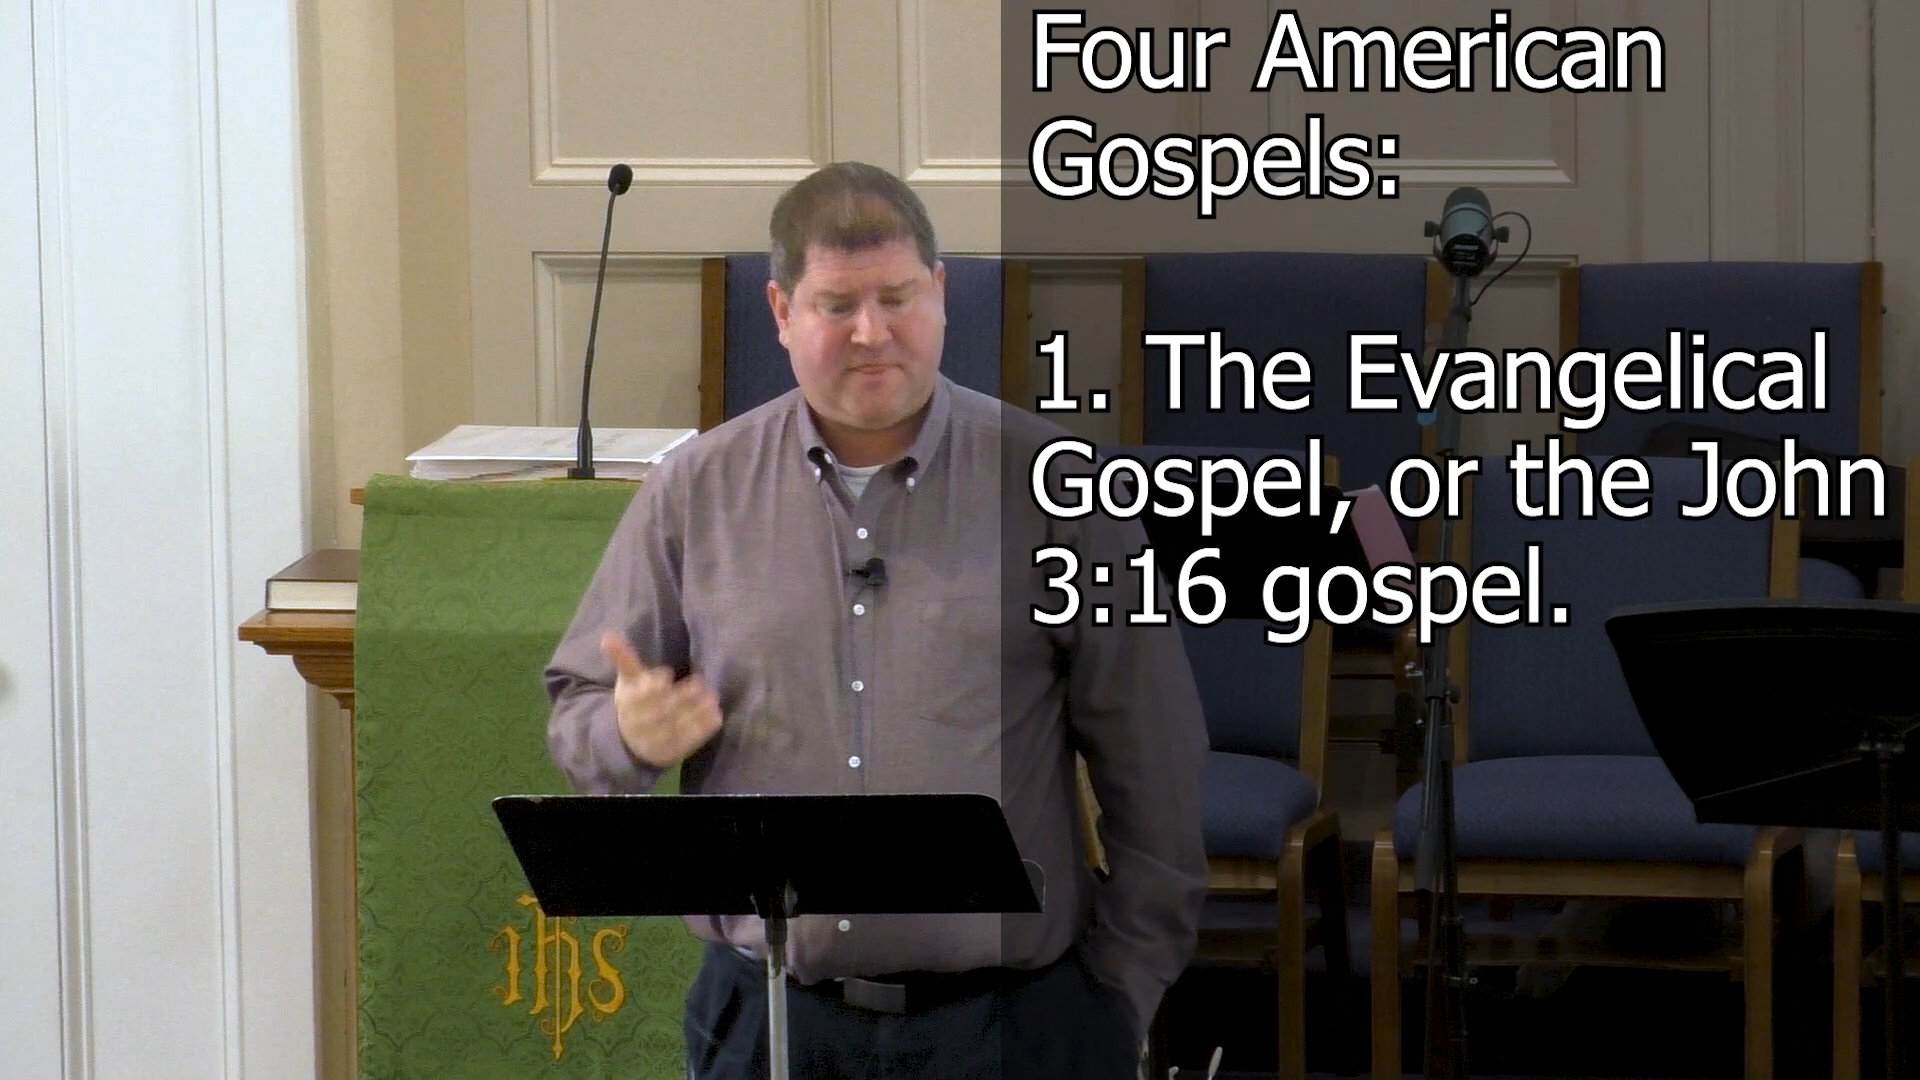 Four American
Gospels:
1. The Evangelical
Gospel, or the John
3:16 gospel.
IHS